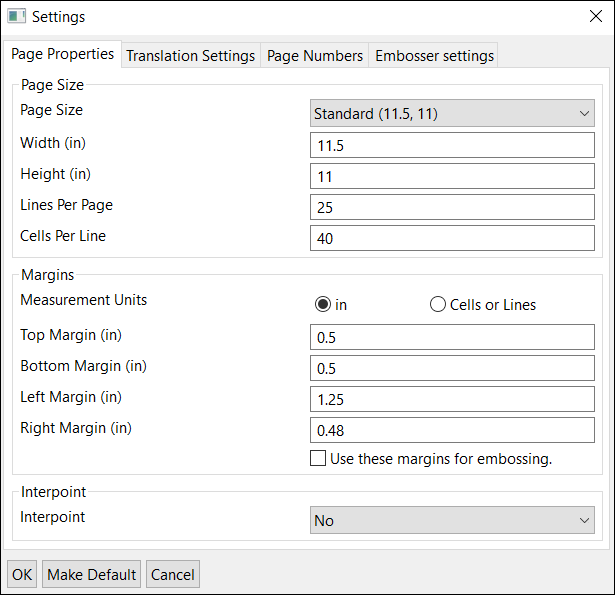 Settings
Page Properties Translation Settings Page Numbers Embosser settings
Page Size
Page Size Standard (11.5, 11)
Width (in) 11.5
Height (in) 11
Lines Per Page 25
Cells Per Line 40
Margins
Measurement Units in Cells or Lines
Top Margin (in) 0.5
Bottom Margin (in) 0.5
Left Margin (in) 1.25
Right Margin (in) 0.48
Use these margins for embossing.
Interpoint
Interpoint No
OK Make Default Cancel